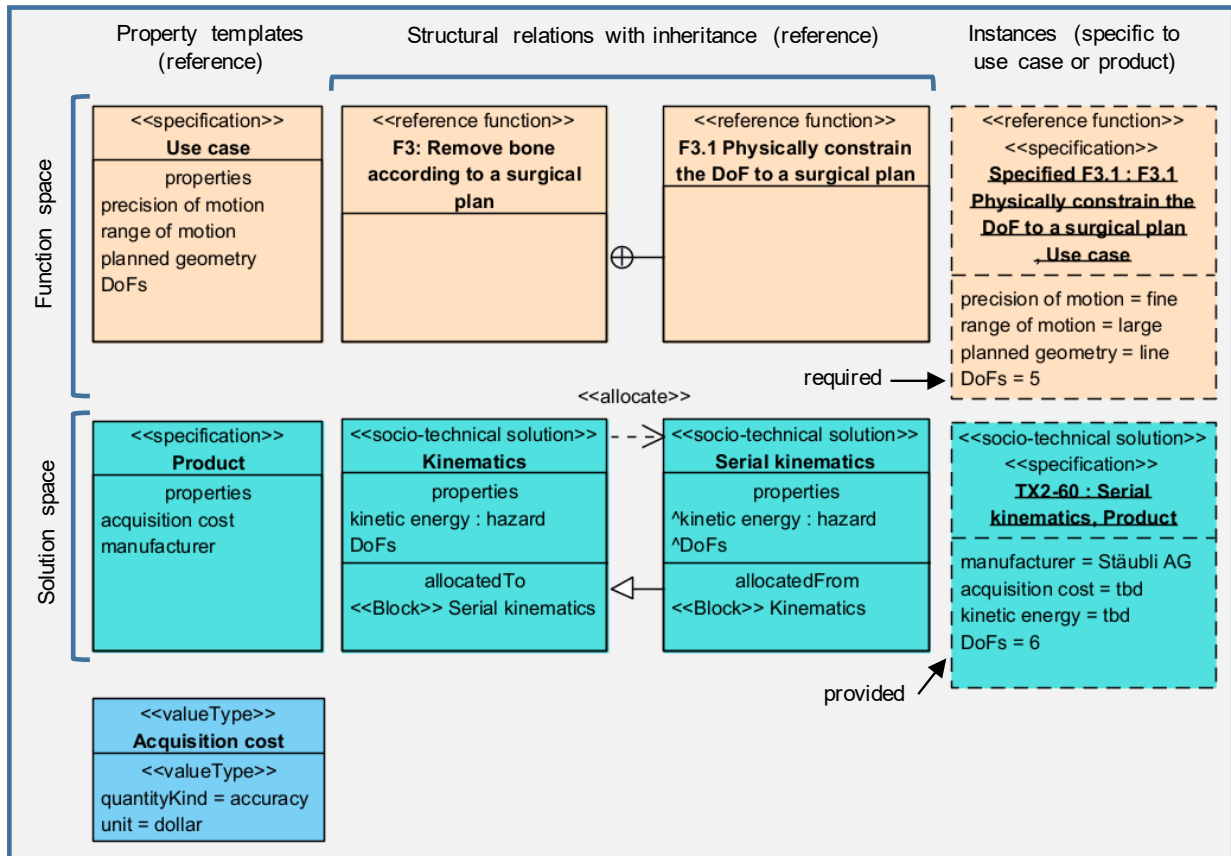 Property templates
(reference)
Structural relations with inheritance (reference)
Instances (specific to
use case or product)
Function space
<<specification>>
Use case
properties
precision of motion
range of motion
planned geometry
DoFs
<<reference function>>
F3: Remove bone
according to a surgical
plan
<<reference function>>
F3.1 Physically constrain
the DoF to a surgical plan
<<reference function>>
<<specification>>
Specified F3.1 : F3.1
Physically constrain the
DoF to a surgical plan
, Use case
precision of motion = fine
range of motion = large
planned geometry = line
DoFs = 5
required
<<allocate>>
Solution space
<<specification>>
Product
properties
acquisition cost
manufacturer
<<socio-technical solution>>
Kinematics
properties
kinetic energy : hazard
DoFs
allocatedTo
<<Block>> Serial kinematics
<<socio-technical solution>>
Serial kinematics
properties
^kinetic energy : hazard
^DoFs
allocatedFrom
<<Block>> Kinematics
<<socio-technical solution>>
<<specification>>
TX2-60 : Serial
kinematics, Product
manufacturer = Stäubli AG
acquisition cost = tbd
kinetic energy = tbd
DoFs = 6
provided
<<valueType>>
Acquisition cost
<<valueType>>
quantityKind = accuracy
unit = dollar